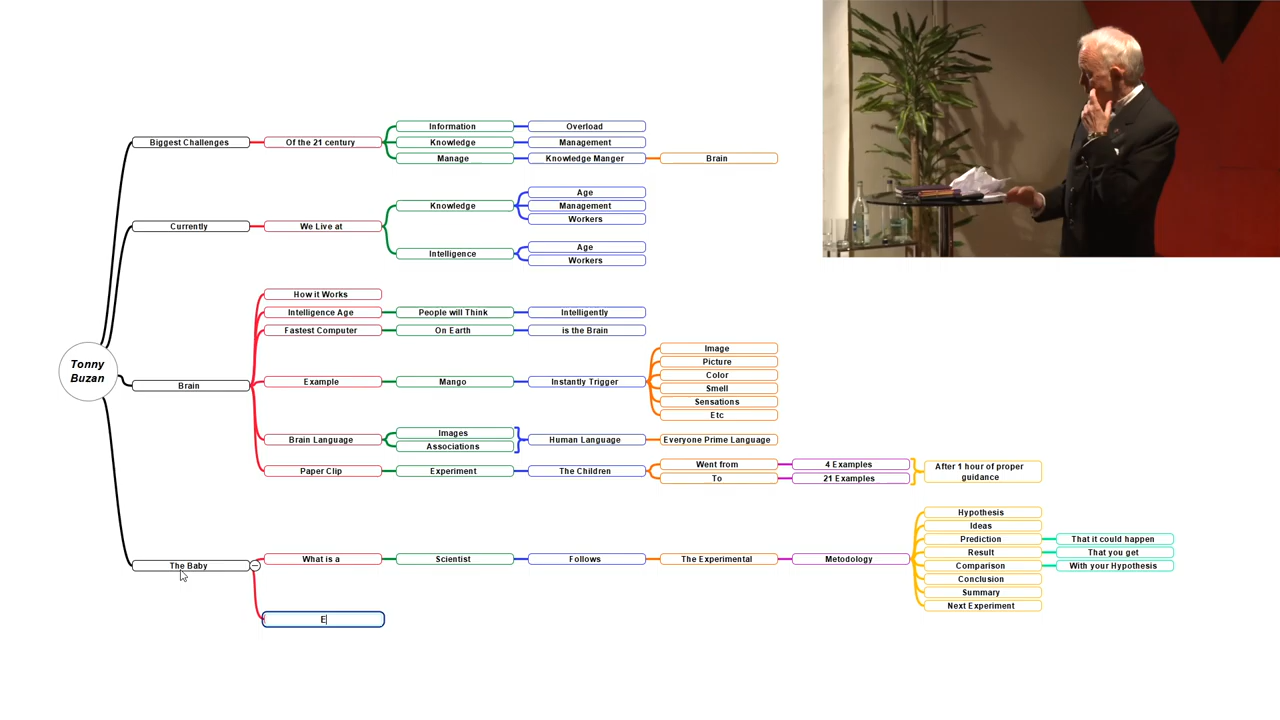 Tonny
Buzan
Biggest Challenges
Of the 21 century
Information
Overload
Knowledge
Management
Manage
Knowledge Manger
Brain
Currently
We Live at
Knowledge
Age
Management
Workers
Intelligence
Age
Workers
Brain
How it Works
Intelligence Age
People will Think
Intelligently
Fastest Computer
On Earth
is the Brain
Example
Mango
Instantly Trigger
Image
Picture
Color
Smell
Sensations
Etc
Brain Language
Images
Associations
Human Language
Everyone Prime Language
Paper Clip
Experiment
The Children
Went from
4 Examples
To
21 Examples
After 1 hour of proper
guidance
The Baby
What is a
Scientist
Follows
The Experimental
Metodology
Hypothesis
Ideas
Prediction
That it could happen
Result
That you get
Comparison
With your Hypothesis
Conclusion
Summary
Next Experiment
E